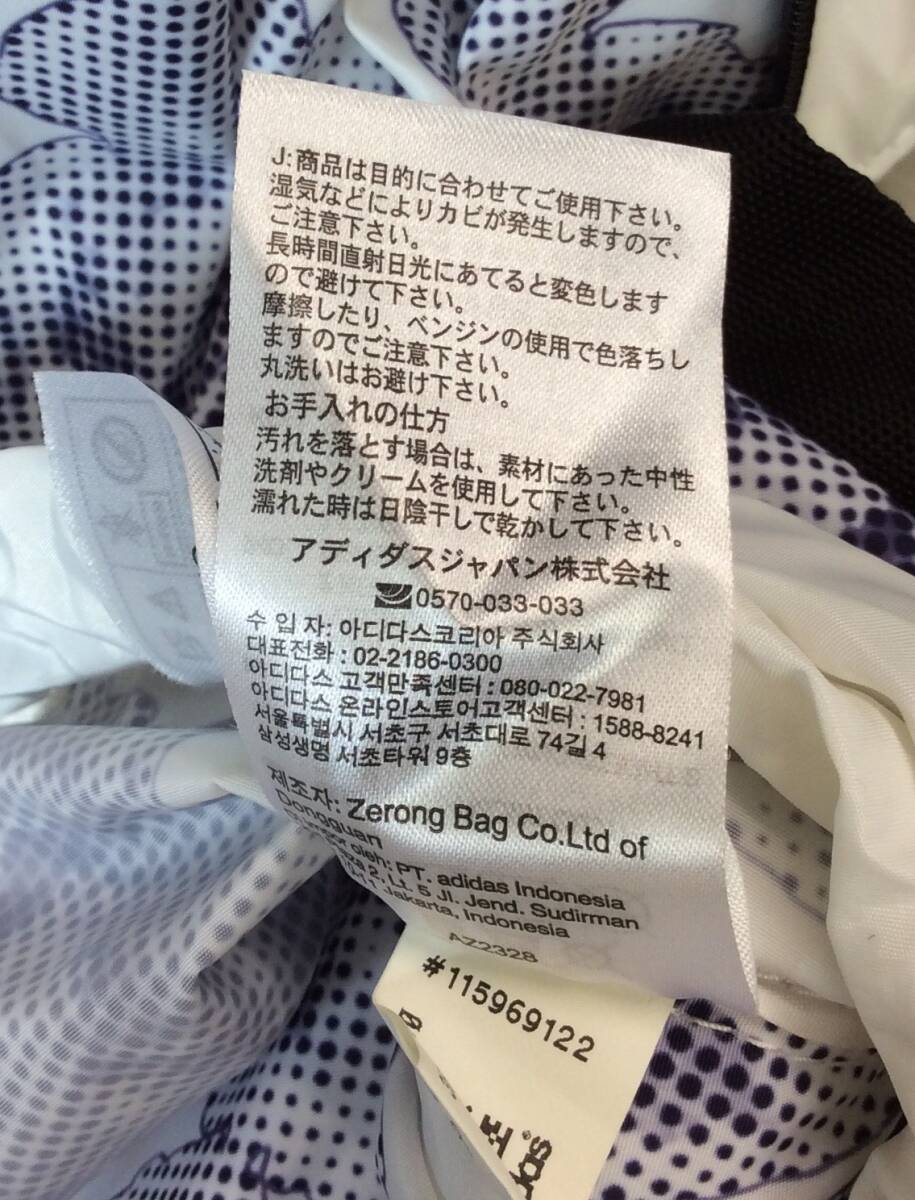 J:商品は目的に合わせてご使用下さい。
湿気などによりカビが発生しますので、
ご注意下さい。
長時間直射日光にあてると変色します
ので避けて下さい。
摩擦したり、ベンジンの使用で色落ちし
ますのでご注意下さい。
丸洗いはお避け下さい。
お手入れの仕方
汚れを落とす場合は、素材にあった中性
洗剤やクリームを使用して下さい。
濡れた時は日陰干しで乾かして下さい。
アディダスジャパン株式会社
0570-033-033
수 입 자: 아디다스코리아 주식회사
대표전화 : 02-2186-0300
아디다스 고객만족센터 : 080-022-7981
아디다스 온라인스토어고객센터 : 1588-8241
서울특별시 서초구 서초대로 74길 4
삼성생명 서초타워 9층
제조자: Zerong Bag Co.Ltd of
Dongguan
oleh: PT. adidas Indonesia
2, Lt. 5 Jl. Jend. Sudirman
Jakarta, Indonesia
AZ2328
#115969122